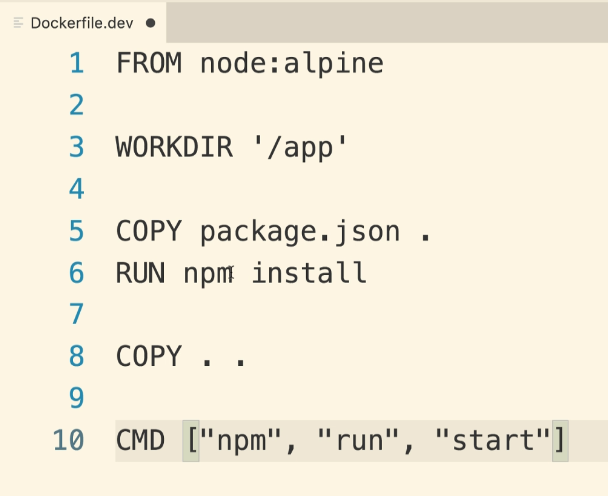 Dockerfile.dev
1 FROM node:alpine
2
3 WORKDIR '/app'
4
5 COPY package.json .
6 RUN npm install
7
8 COPY . .
9
10 CMD ["npm", "run", "start"]